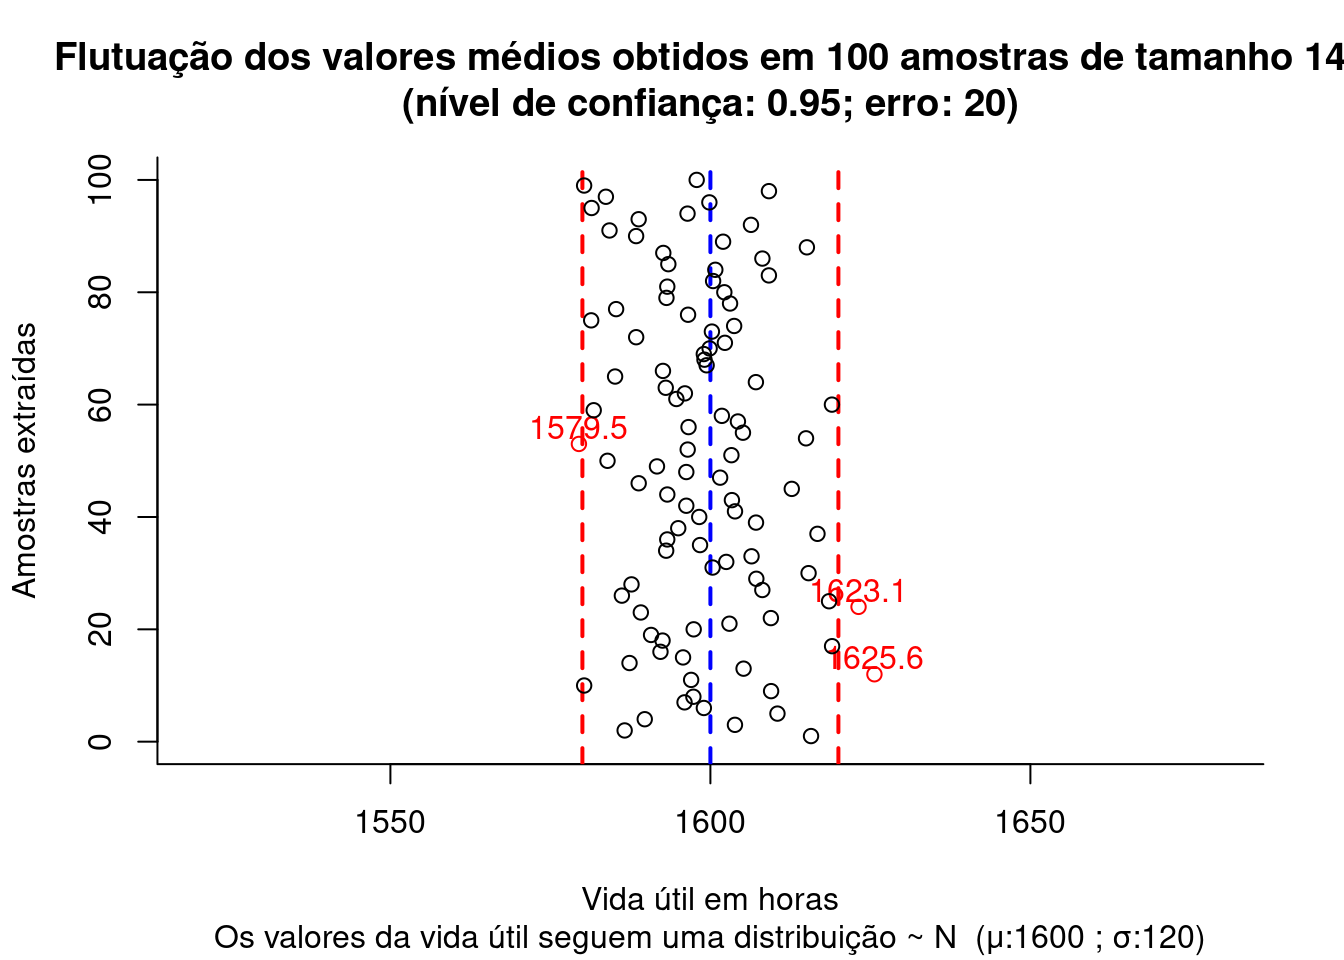 Flutuação dos valores médios obtidos em 100 amostras de tamanho 14
(nível de confiança: 0.95; erro: 20)
100
80
60
40
20
0
Amostras extraídas
1579.5
1623.1
1625.6
1550
1600
1650
Vida útil em horas
Os valores da vida útil seguem uma distribuição ~ N (μ:1600 ; σ:120)